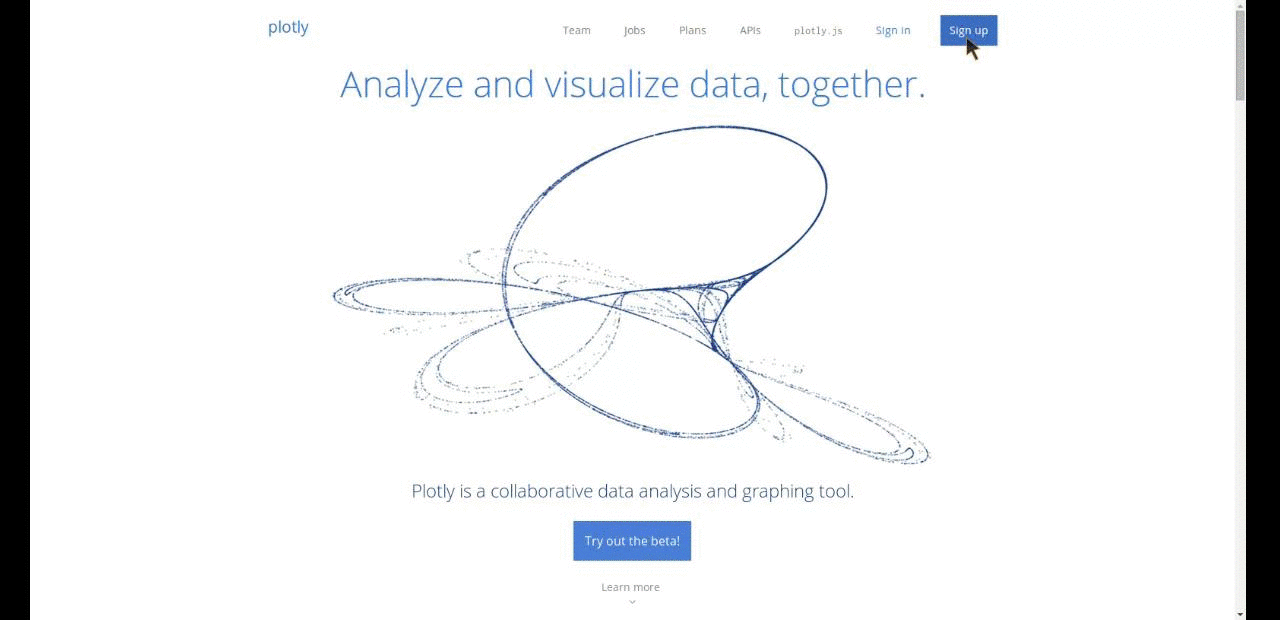 plotly
Team Jobs Plans APIs plotly.js Sign in Sign up
Analyze and visualize data, together.
Plotly is a collaborative data analysis and graphing tool.
Try out the beta!
Learn more